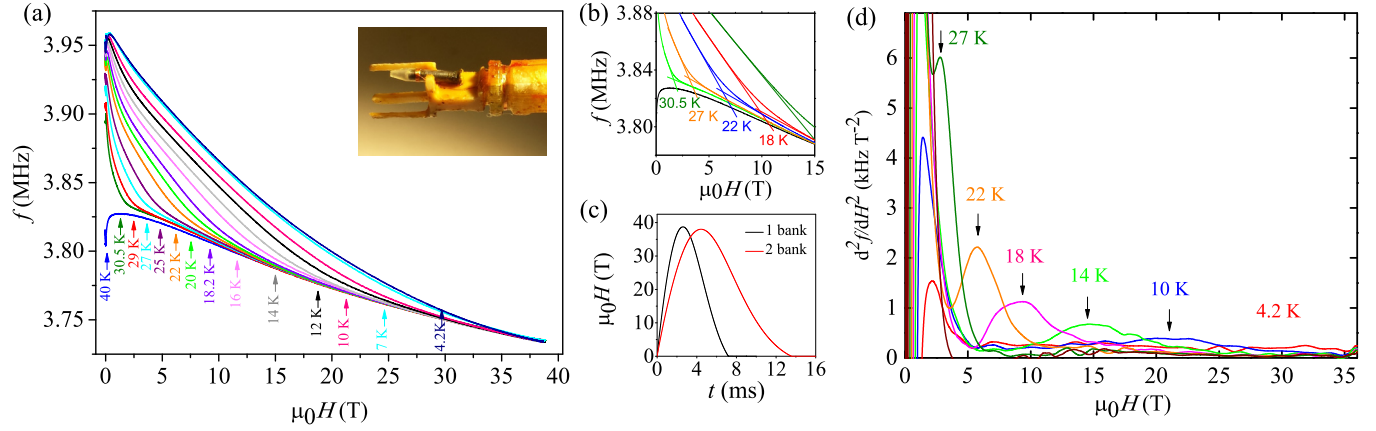 (a)
f (MHz)
3.95
3.90
3.85
3.80
3.75
40 K
30.5 K
29 K
27 K
25 K
22 K
20 K
18.2 K
16 K
14 K
12 K
10 K
7 K
4.2K
0 5 10 15 20 25 30 35 40
μ0H (T)
(b)
f (MHz)
3.88
3.84
3.80
30.5 K
27 K
22 K
18 K
0 5 10 15
μ0H (T)
(c)
μ0H (T)
40
30
20
10
0
1 bank
2 bank
0 4 8 12 16
t (ms)
(d)
d²f/dH² (kHz T⁻²)
6
5
4
3
2
1
0
27 K
22 K
18 K
14 K
10 K
4.2 K
0 5 10 15 20 25 30 35
μ0H (T)